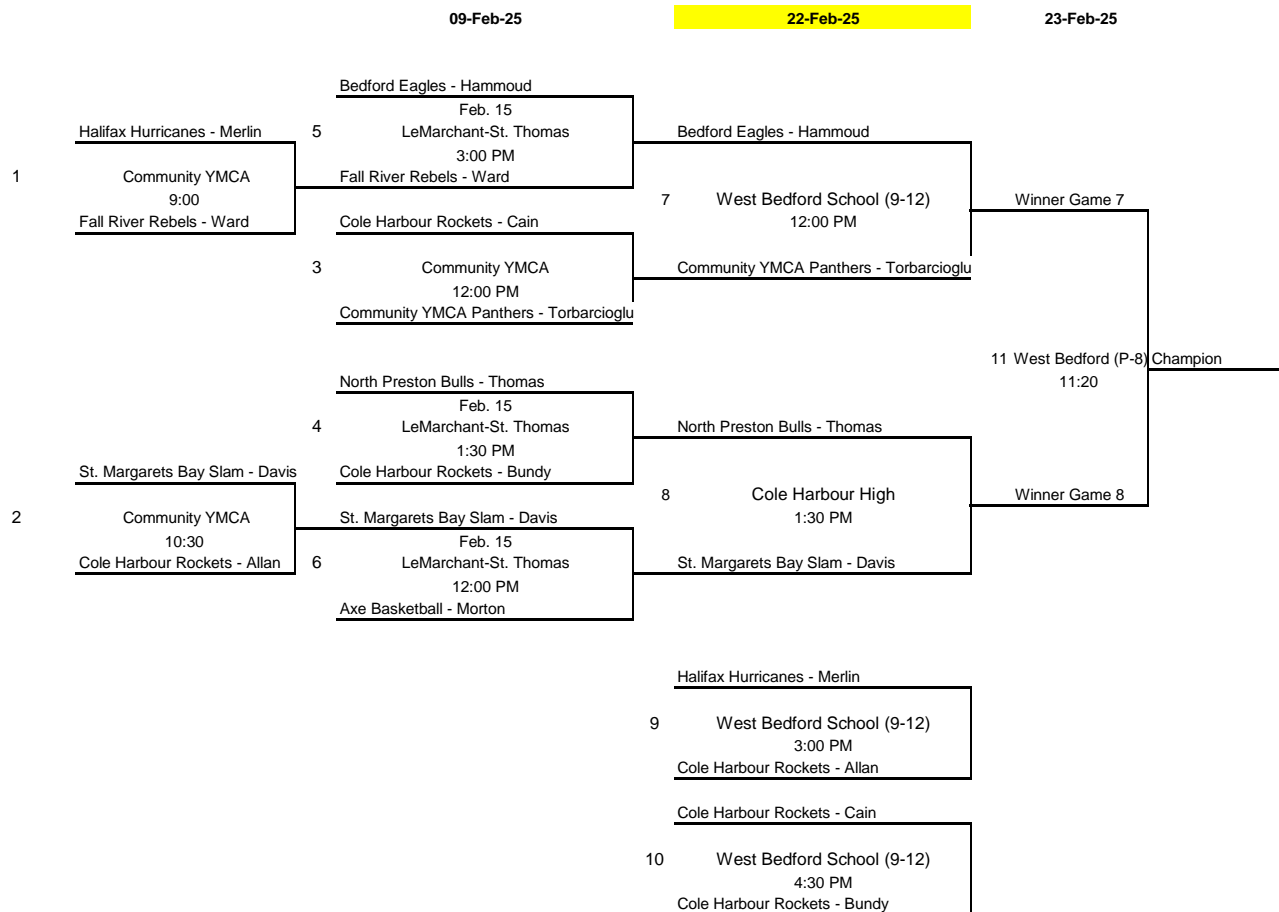 09-Feb-25 22-Feb-25 23-Feb-25
Bedford Eagles - Hammoud
Feb. 15
Halifax Hurricanes - Merlin 5 LeMarchant-St. Thomas Bedford Eagles - Hammoud
3:00 PM
1 Community YMCA Fall River Rebels - Ward
9:00 7 West Bedford School (9-12) Winner Game 7
Fall River Rebels - Ward Cole Harbour Rockets - Cain 12:00 PM
3 Community YMCA Community YMCA Panthers - Torbarcioglu
12:00 PM
Community YMCA Panthers - Torbarcioglu
11 West Bedford (P-8) Champion
North Preston Bulls - Thomas 11:20
Feb. 15
4 LeMarchant-St. Thomas North Preston Bulls - Thomas
1:30 PM
St. Margarets Bay Slam - Davis Cole Harbour Rockets - Bundy
8 Cole Harbour High Winner Game 8
2 Community YMCA St. Margarets Bay Slam - Davis 1:30 PM
10:30 Feb. 15
Cole Harbour Rockets - Allan 6 LeMarchant-St. Thomas St. Margarets Bay Slam - Davis
12:00 PM
Axe Basketball - Morton
Halifax Hurricanes - Merlin
9 West Bedford School (9-12)
3:00 PM
Cole Harbour Rockets - Allan
Cole Harbour Rockets - Cain
10 West Bedford School (9-12)
4:30 PM
Cole Harbour Rockets - Bundy